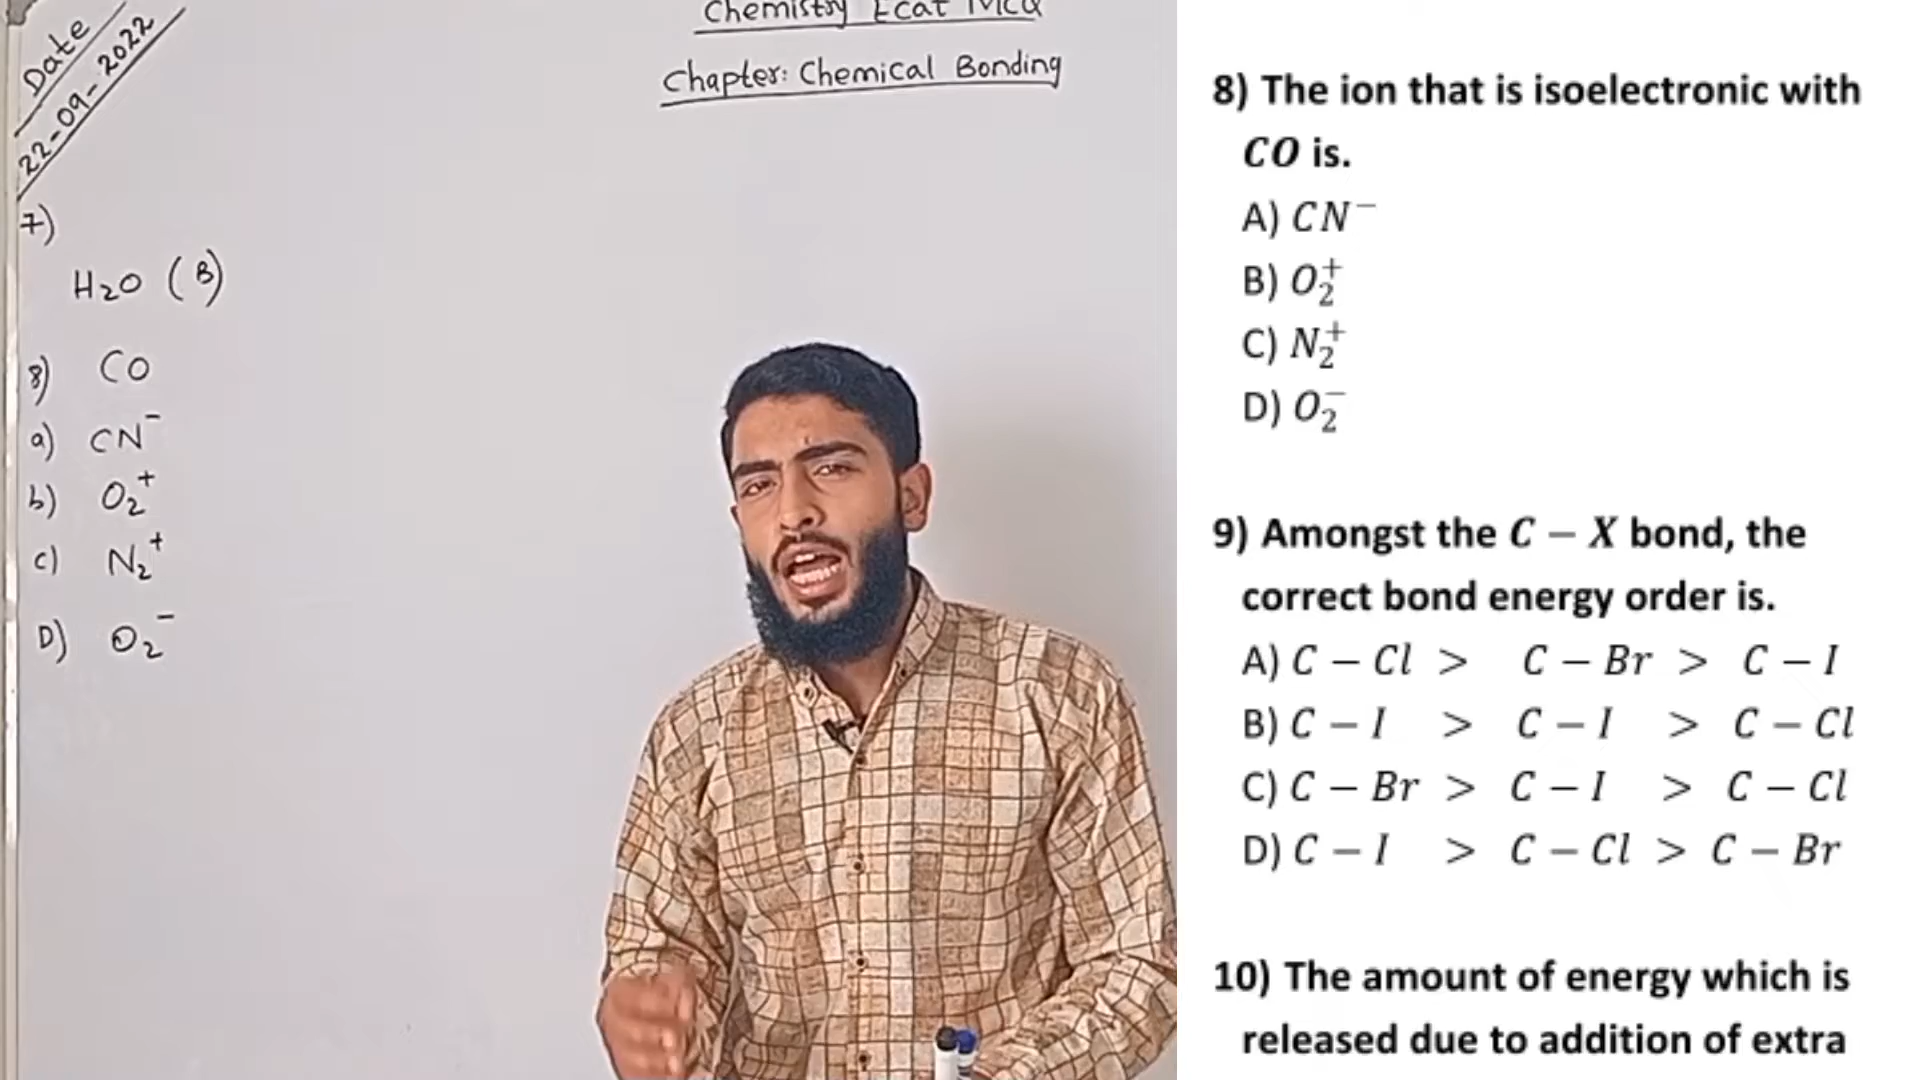 Date
22-09-2022
Chemistry Ecat MCQ
Chapter: Chemical Bonding
7)
H₂O (B)
8) CO
a) CN⁻
b) O₂⁺
c) N₂⁺
D) O₂⁻
8) The ion that is isoelectronic with
CO is.
A) CN⁻
B) O₂⁺
C) N₂⁺
D) O₂⁻
9) Amongst the C – X bond, the
correct bond energy order is.
A) C – Cl > C – Br > C – I
B) C – I > C – I > C – Cl
C) C – Br > C – I > C – Cl
D) C – I > C – Cl > C – Br
10) The amount of energy which is
released due to addition of extra